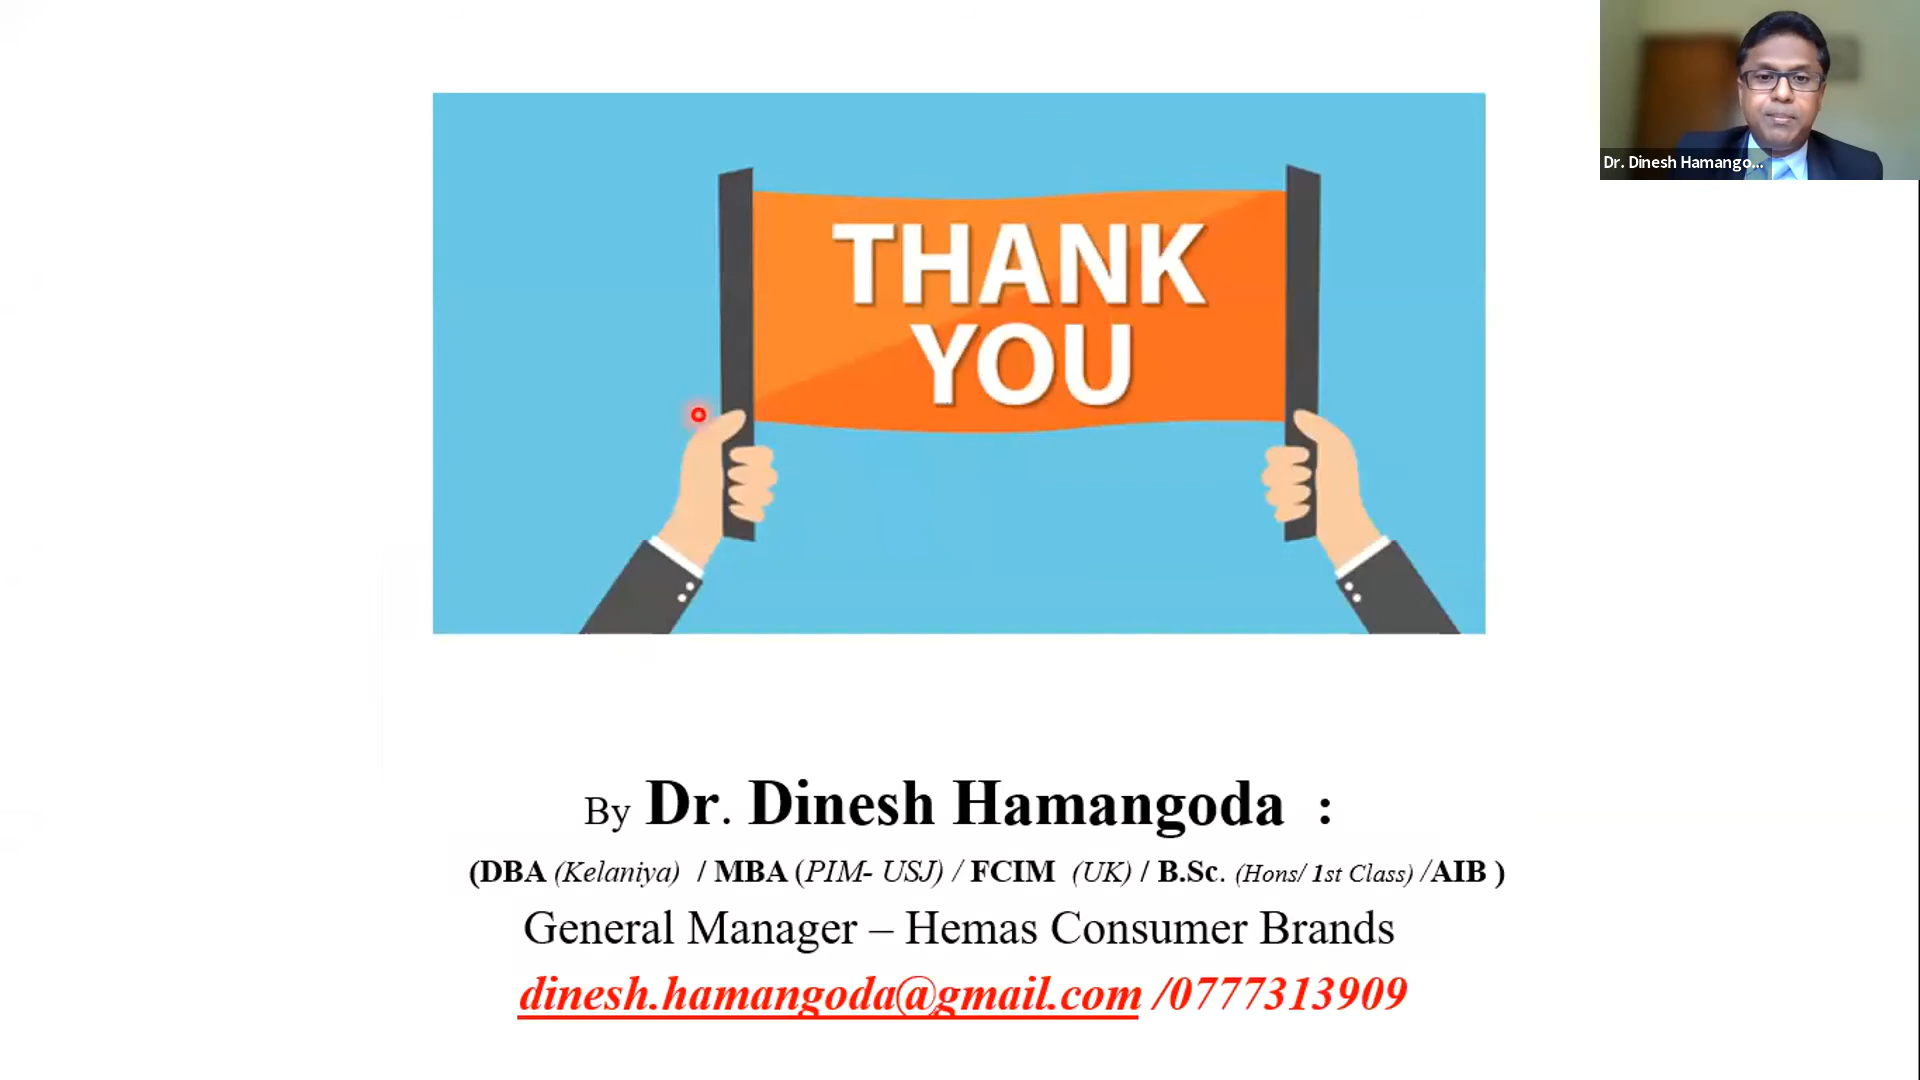 Dr. Dinesh Hamango...
THANK
YOU
By Dr. Dinesh Hamangoda :
(DBA (Kelaniya) / MBA (PIM- USJ) / FCIM (UK) / B.Sc. (Hons/ 1st Class) /AIB )
General Manager – Hemas Consumer Brands
dinesh.hamangoda@gmail.com /0777313909